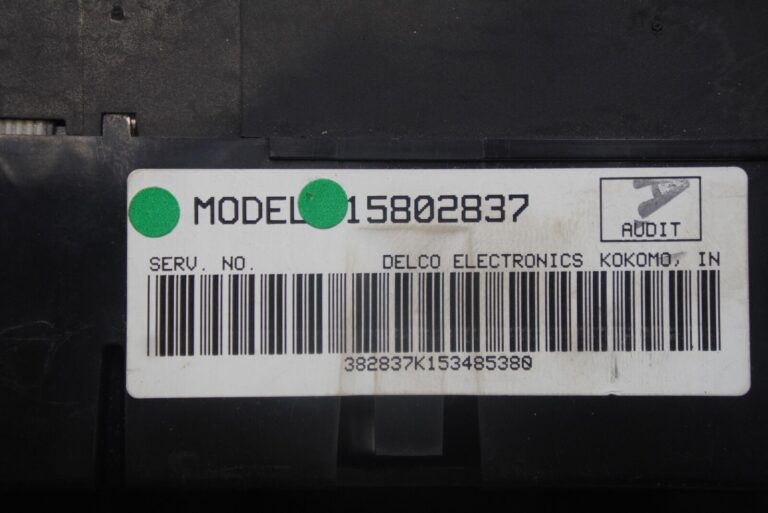 MODEL 15802837
AUDIT
SERV. NO. DELCO ELECTRONICS KOKOMO, IN
382837K153485380